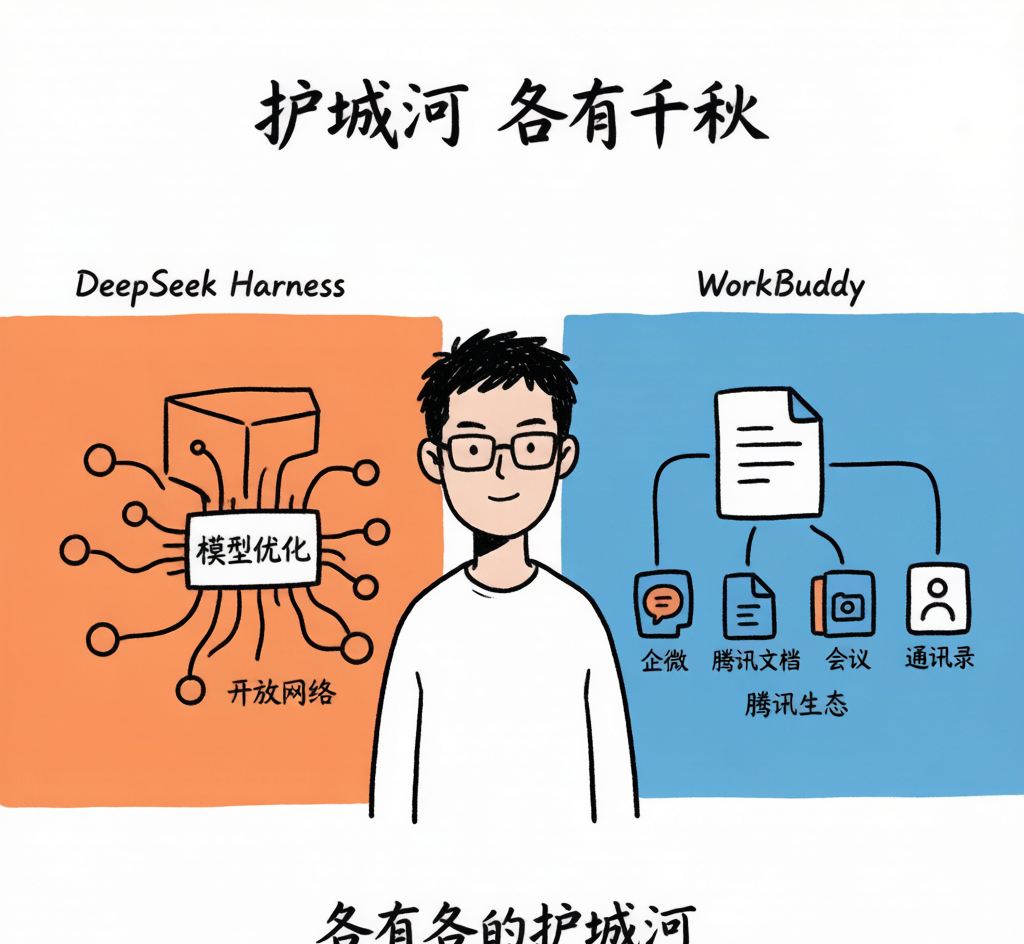 护城河 各有千秋
DeepSeek Harness
WorkBuddy
模型优化
开放网络
企微
腾讯文档
会议
通讯录
腾讯生态
各有各的护城河